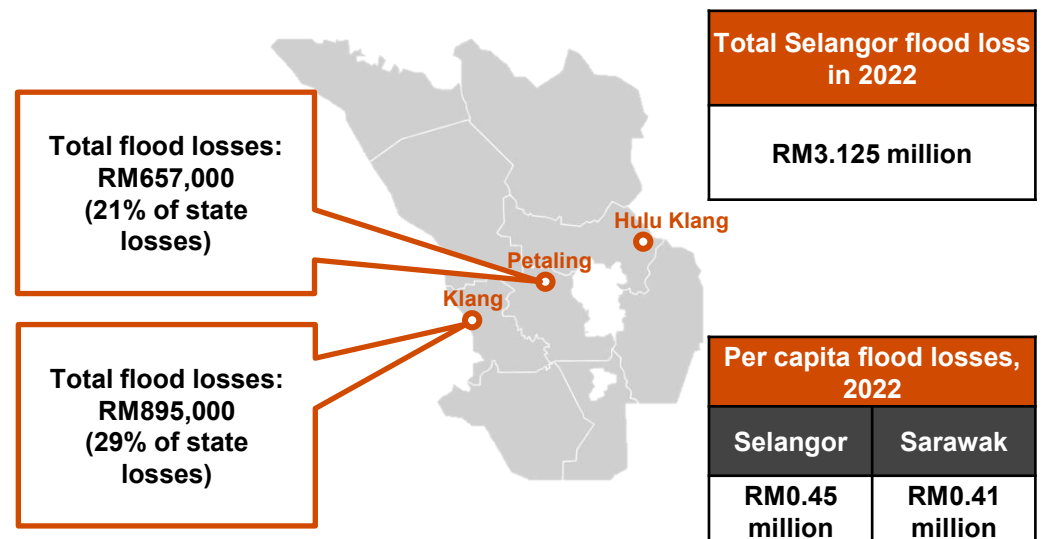 Total Selangor flood loss
in 2022
RM3.125 million
Total flood losses:
RM657,000
(21% of state
losses)
Hulu Klang
Petaling
Klang
Total flood losses:
RM895,000
(29% of state
losses)
Per capita flood losses,
2022
Selangor
Sarawak
RM0.45
million
RM0.41
million